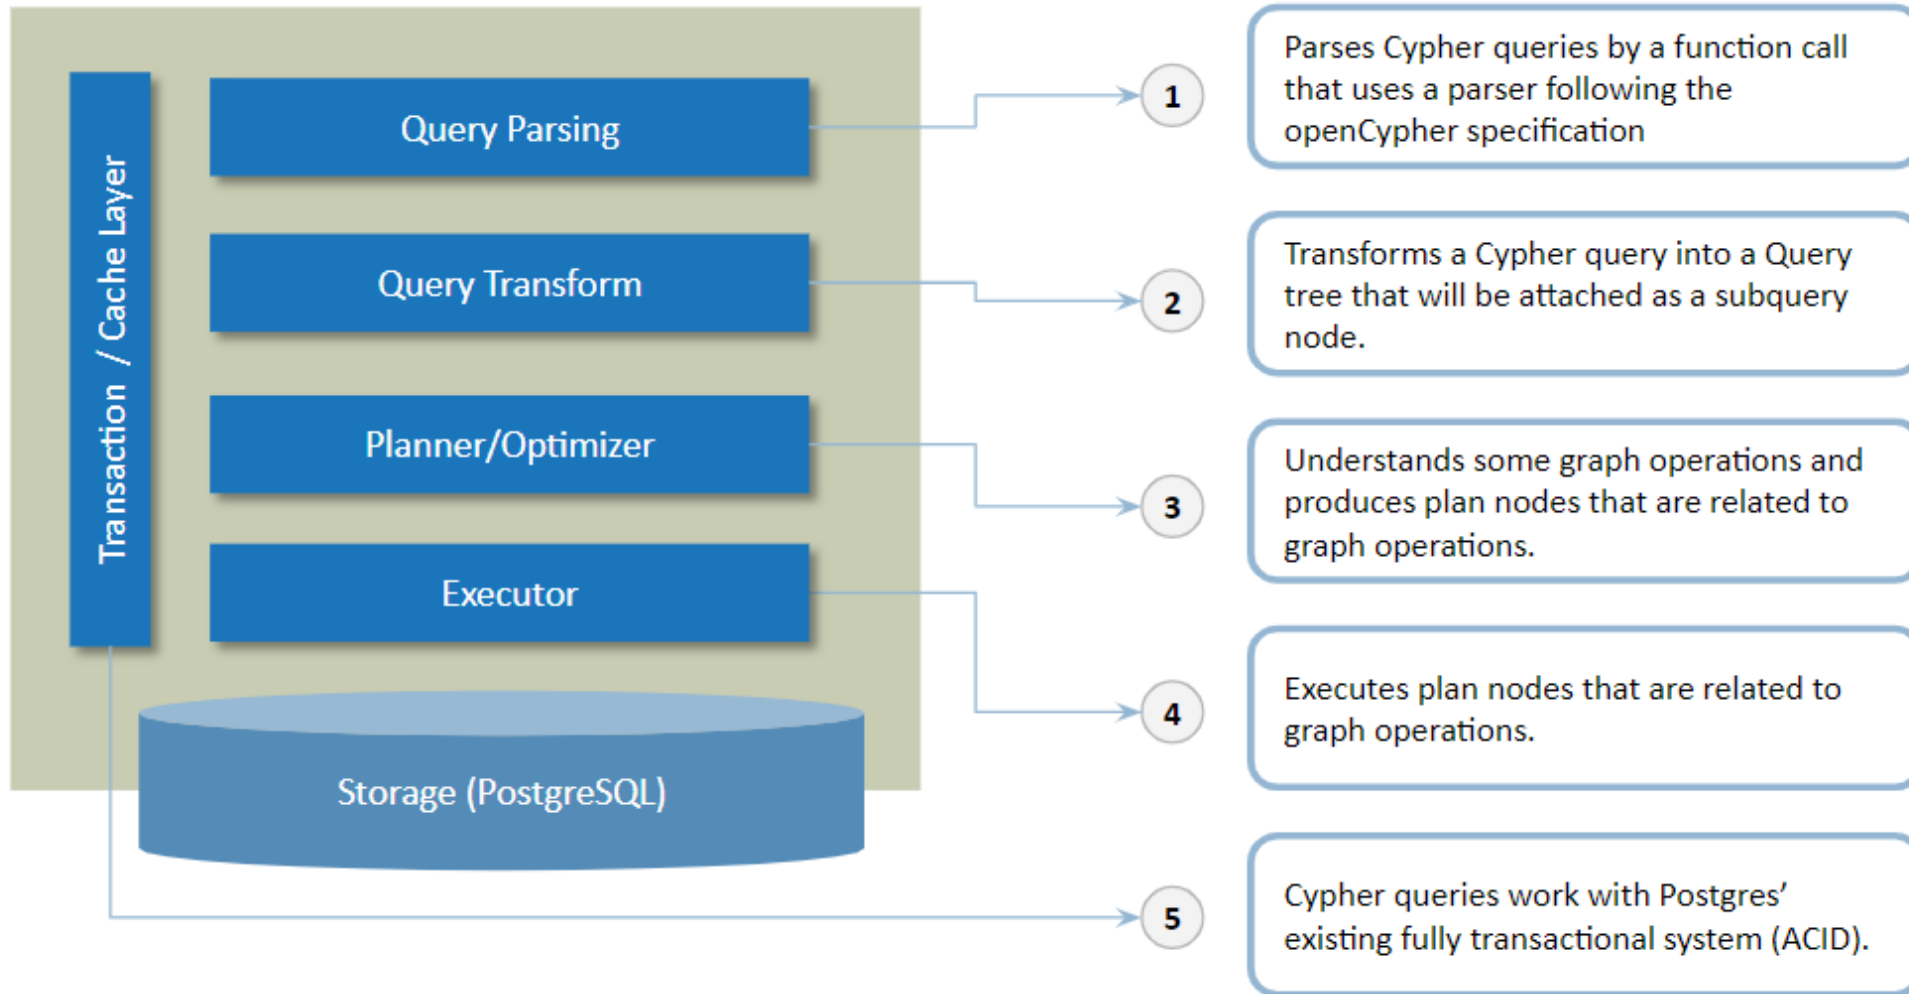 Transaction / Cache Layer
Query Parsing
Query Transform
Planner/Optimizer
Executor
Storage (PostgreSQL)
1
Parses Cypher queries by a function call
that uses a parser following the
openCypher specification
2
Transforms a Cypher query into a Query
tree that will be attached as a subquery
node.
3
Understands some graph operations and
produces plan nodes that are related to
graph operations.
4
Executes plan nodes that are related to
graph operations.
5
Cypher queries work with Postgres’
existing fully transactional system (ACID).